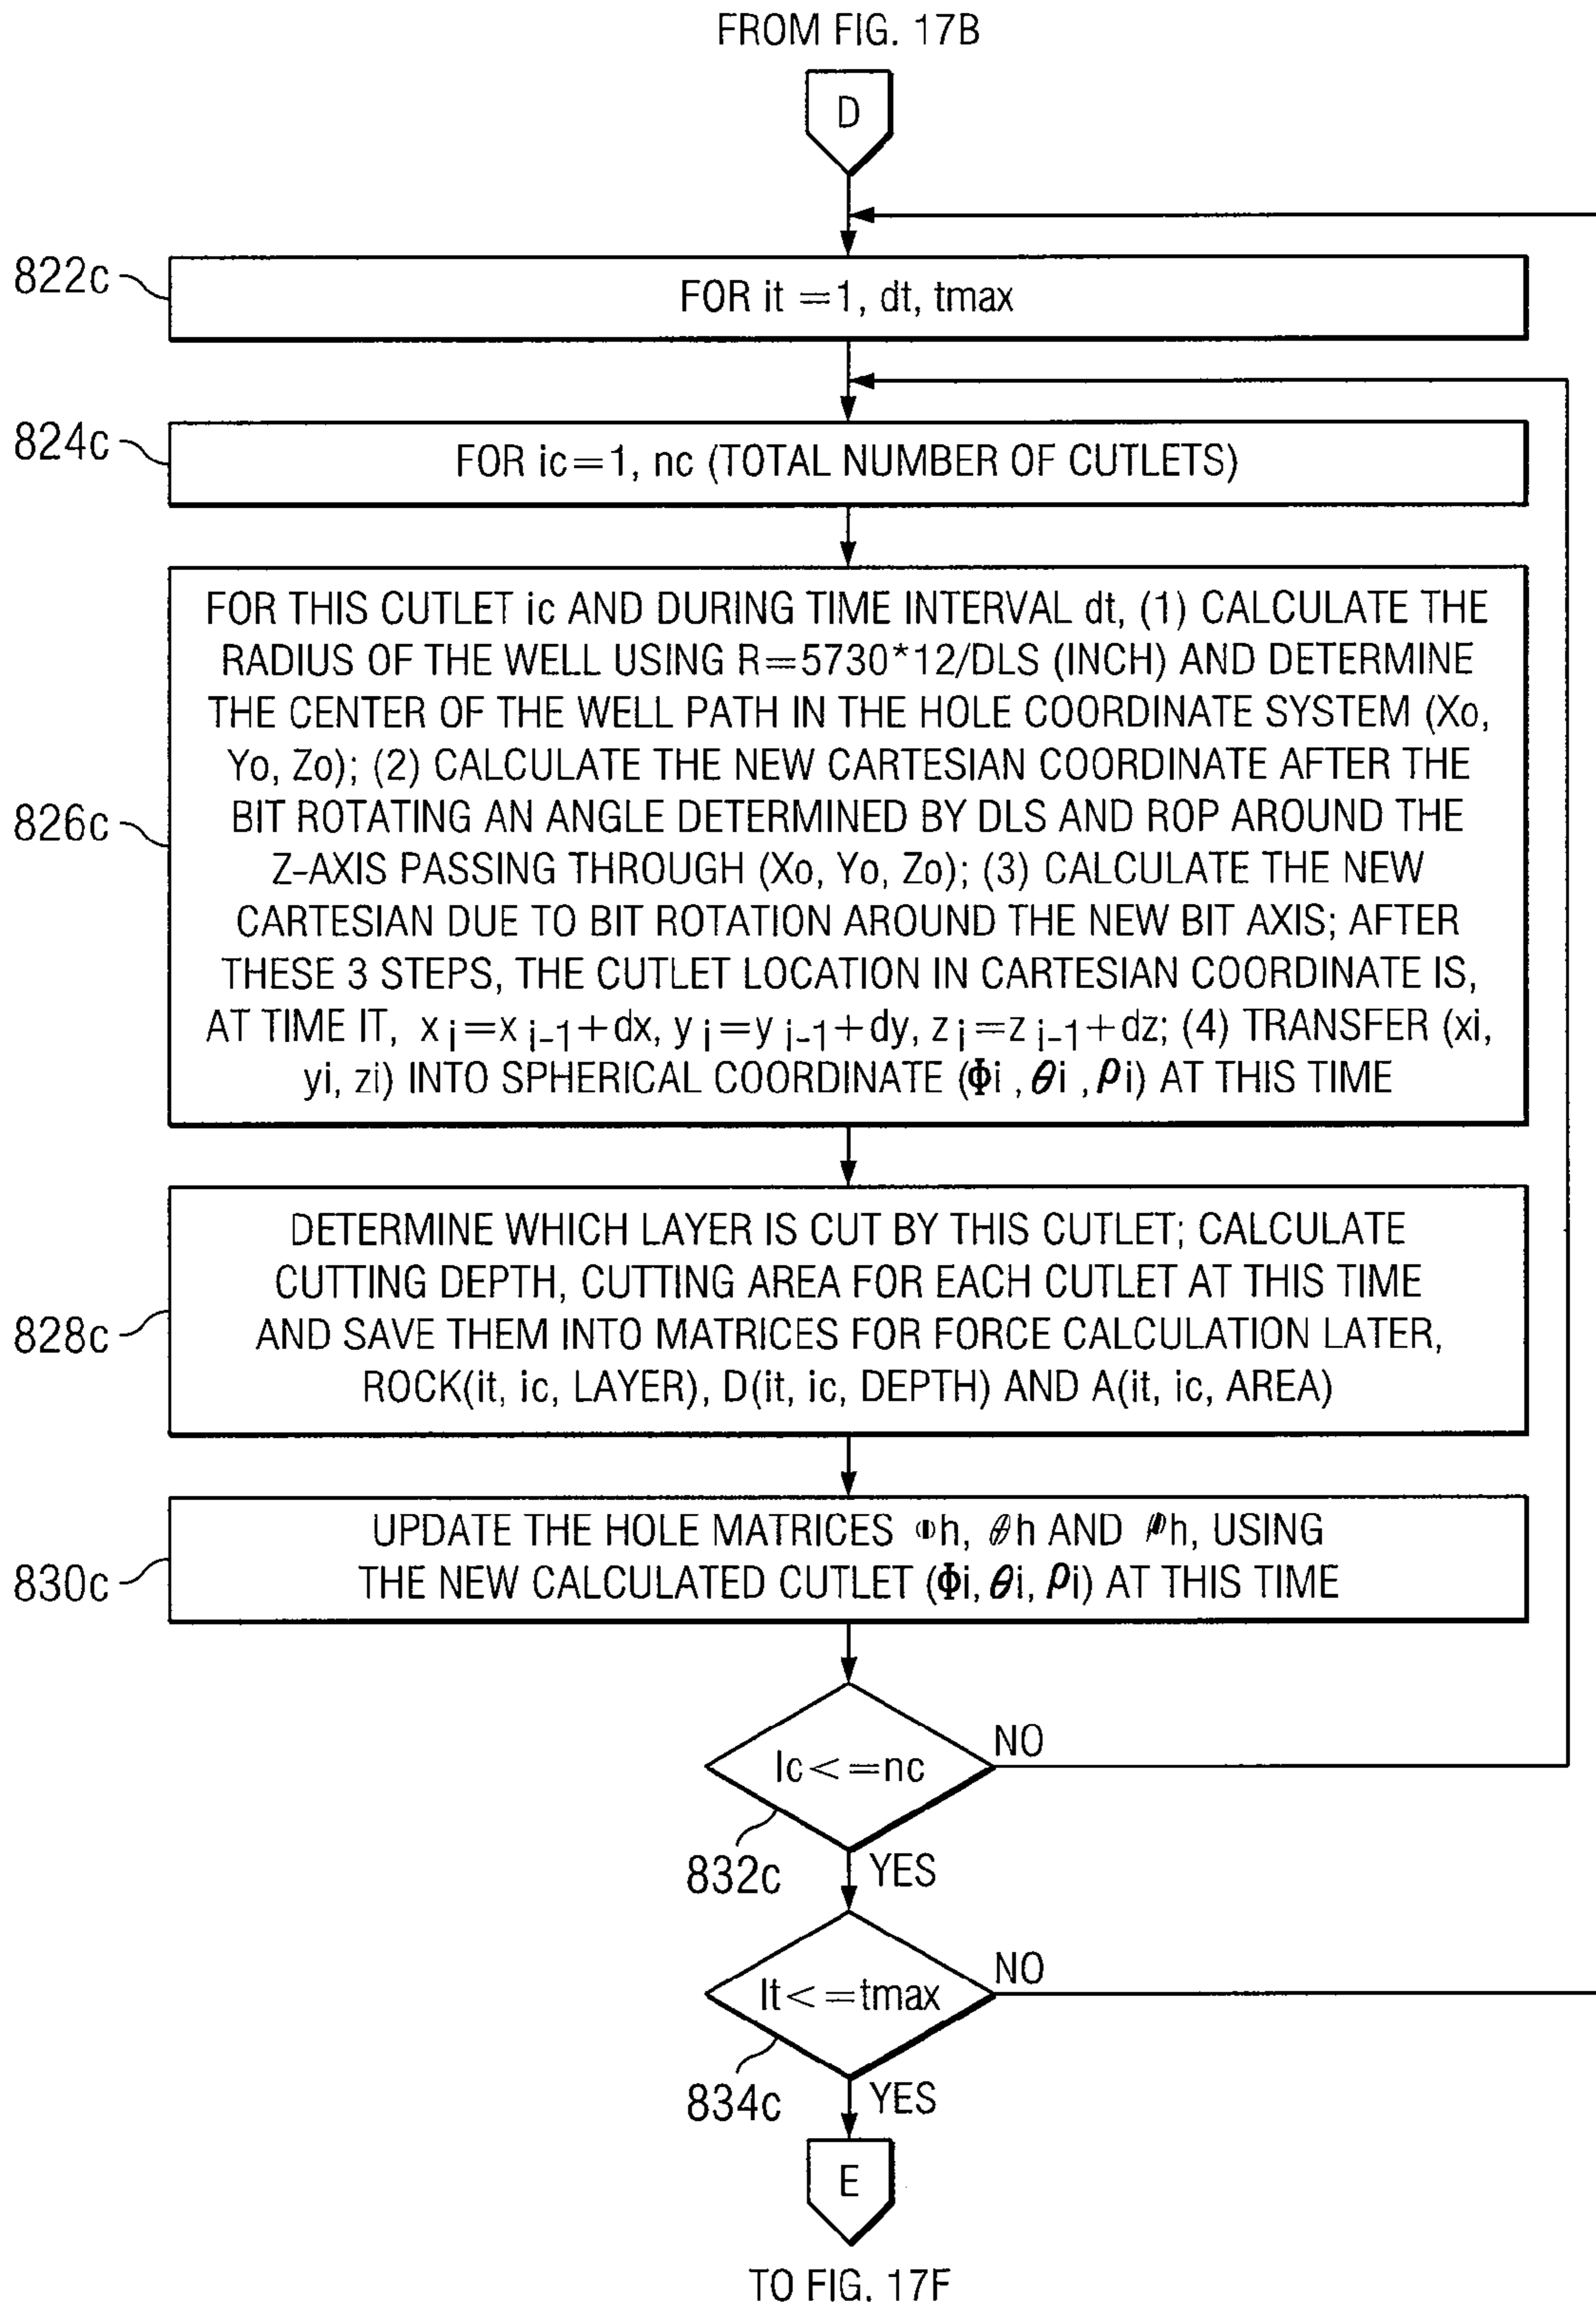 FROM FIG. 17B
D
822c
FOR it =1, dt, tmax
824c
FOR ic=1, nc (TOTAL NUMBER OF CUTLETS)
826c
FOR THIS CUTLET ic AND DURING TIME INTERVAL dt, (1) CALCULATE THE
RADIUS OF THE WELL USING R=5730*12/DLS (INCH) AND DETERMINE
THE CENTER OF THE WELL PATH IN THE HOLE COORDINATE SYSTEM (Xo,
Yo, Zo); (2) CALCULATE THE NEW CARTESIAN COORDINATE AFTER THE
BIT ROTATING AN ANGLE DETERMINED BY DLS AND ROP AROUND THE
Z-AXIS PASSING THROUGH (Xo, Yo, Zo); (3) CALCULATE THE NEW
CARTESIAN DUE TO BIT ROTATION AROUND THE NEW BIT AXIS; AFTER
THESE 3 STEPS, THE CUTLET LOCATION IN CARTESIAN COORDINATE IS,
AT TIME IT, x i=x i-1+dx, y i=y i-1+dy, z i=z i-1+dz; (4) TRANSFER (xi,
yi, zi) INTO SPHERICAL COORDINATE (Φi ,θi ,ρi) AT THIS TIME
828c
DETERMINE WHICH LAYER IS CUT BY THIS CUTLET; CALCULATE
CUTTING DEPTH, CUTTING AREA FOR EACH CUTLET AT THIS TIME
AND SAVE THEM INTO MATRICES FOR FORCE CALCULATION LATER,
ROCK(it, ic, LAYER), D(it, ic, DEPTH) AND A(it, ic, AREA)
830c
UPDATE THE HOLE MATRICES Φh, θh AND ρh, USING
THE NEW CALCULATED CUTLET (Φi, θi, ρi) AT THIS TIME
Ic<=nc
NO
832c
YES
It<=tmax
NO
834c
YES
E
TO FIG. 17F